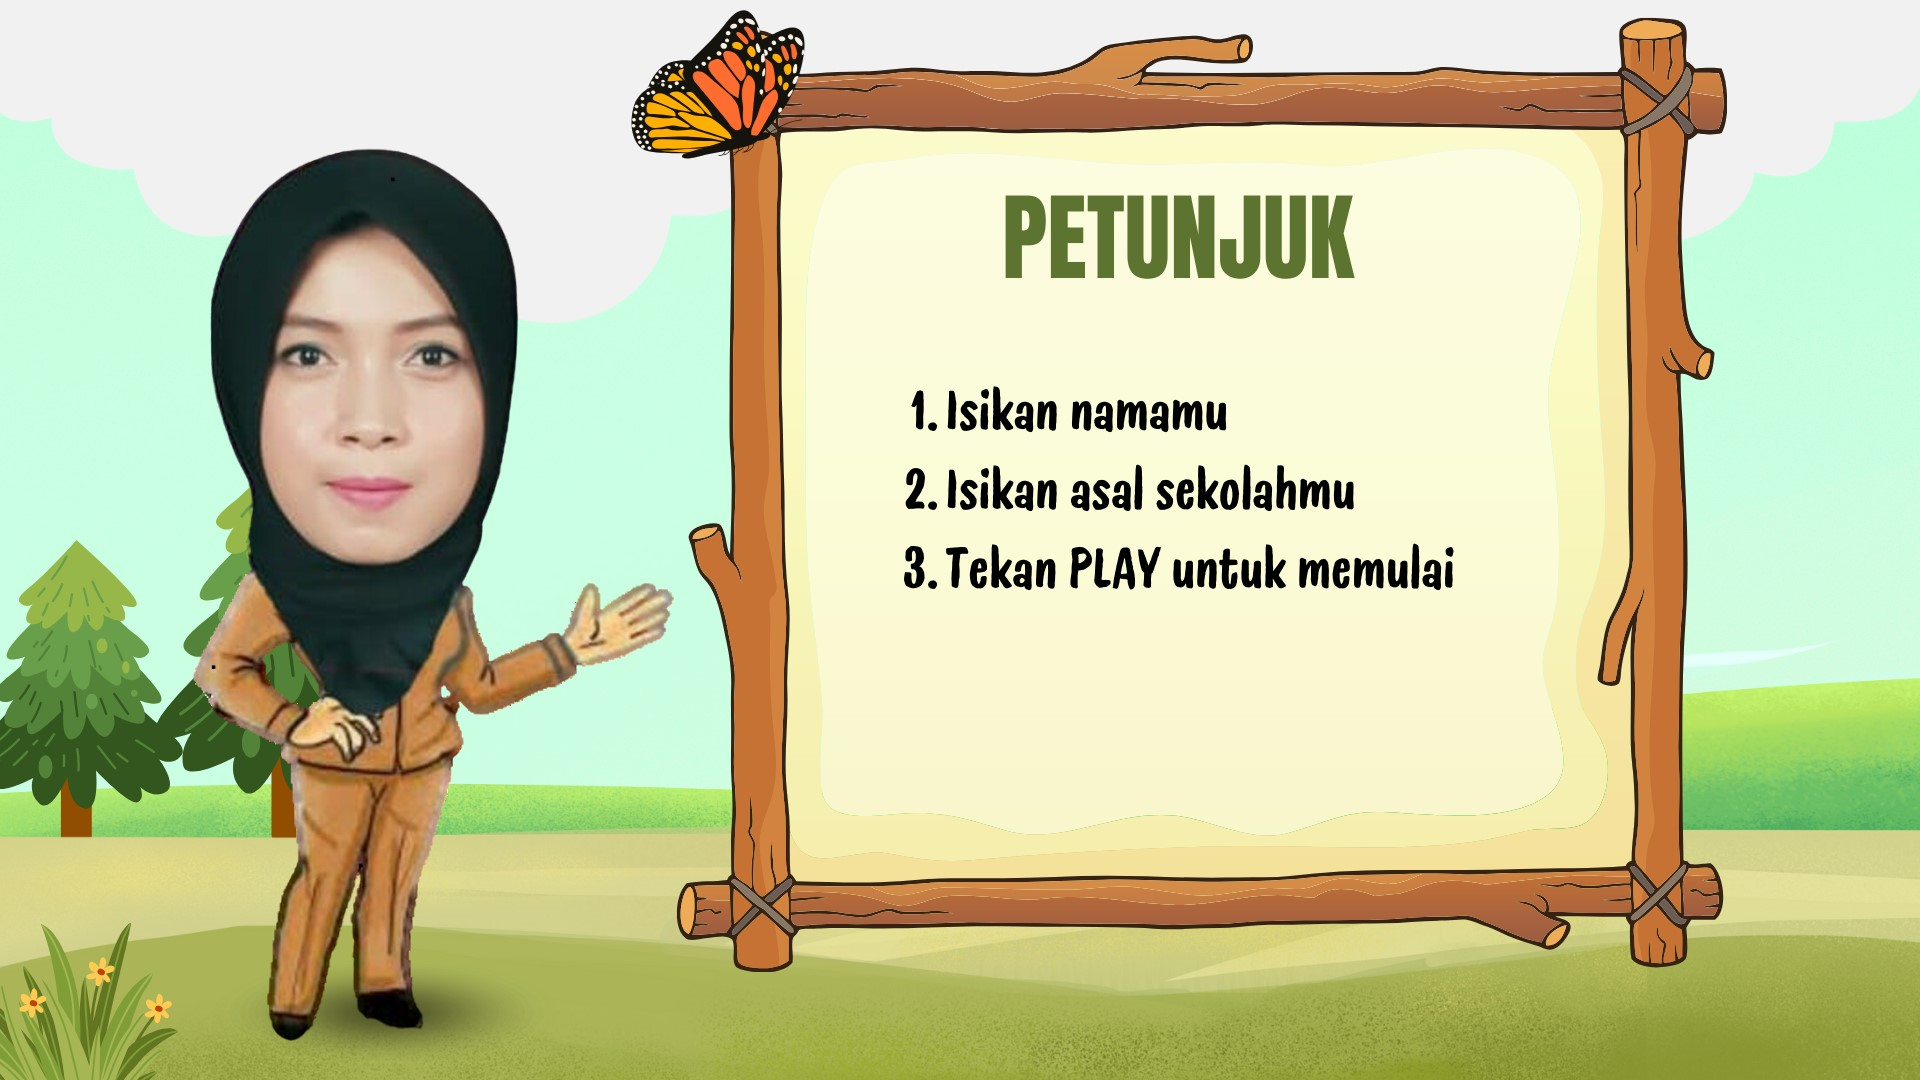 PETUNJUK
1. Isikan namamu
2. Isikan asal sekolahmu
3. Tekan PLAY untuk memulai